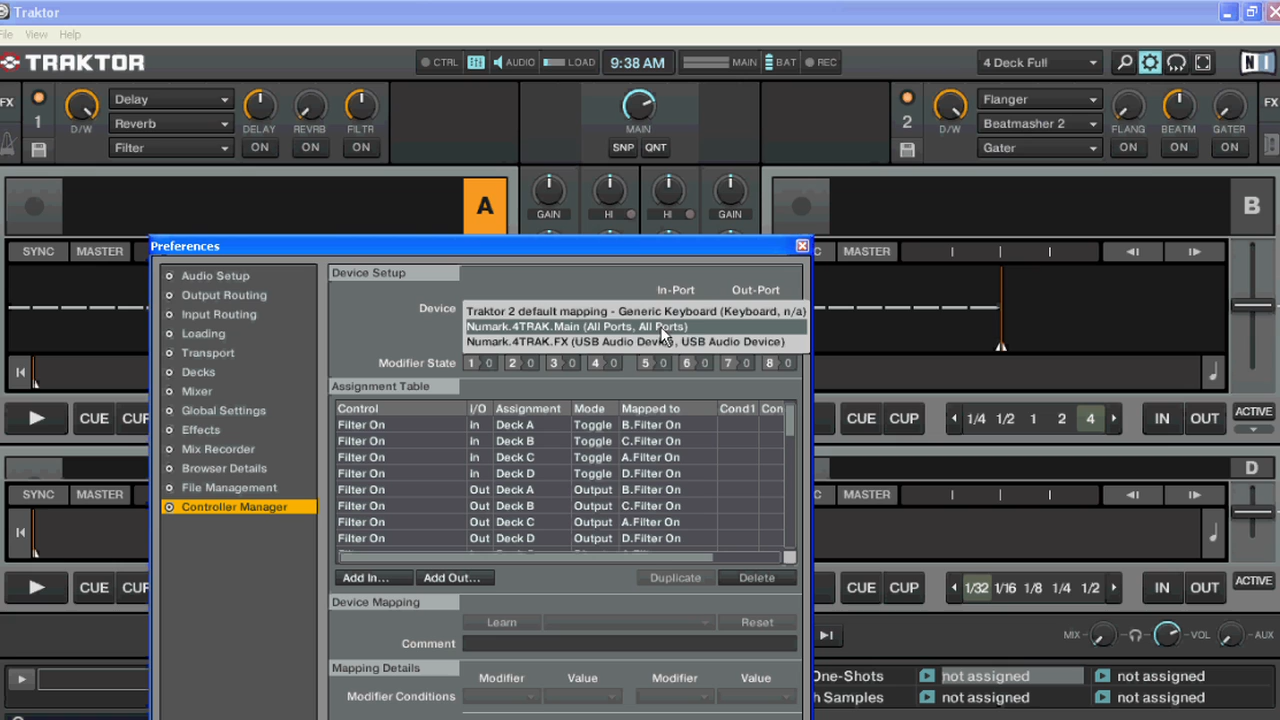 Traktor
File View Help
TRAKTOR
CTRL AUDIO LOAD 9:38 AM MAIN BAT REC 4 Deck Full
FX 1 D/W Delay Reverb Filter DELAY REVRB FILTR ON ON ON
MAIN SNP QNT
2 D/W Flanger Beatmasher 2 Gater FLANG BEATM GATER ON ON ON FX
A GAIN HI HI GAIN B
SYNC MASTER
MASTER
Preferences
Audio Setup
Output Routing
Input Routing
Loading
Transport
Decks
Mixer
Global Settings
Effects
Mix Recorder
Browser Details
File Management
Controller Manager
Device Setup
In-Port Out-Port
Device
Traktor 2 default mapping - Generic Keyboard (Keyboard, n/a)
Numark.4TRAK.Main (All Ports, All Ports)
Numark.4TRAK.FX (USB Audio Device, USB Audio Device)
Modifier State 1 0 2 0 3 0 4 0 5 0 6 0 7 0 8 0
Assignment Table
Control I/O Assignment Mode Mapped to Cond1 Con
Filter On In Deck A Toggle B.Filter On
Filter On In Deck B Toggle C.Filter On
Filter On In Deck C Toggle A.Filter On
Filter On In Deck D Toggle D.Filter On
Filter On Out Deck A Output B.Filter On
Filter On Out Deck B Output C.Filter On
Filter On Out Deck C Output A.Filter On
Filter On Out Deck D Output D.Filter On
Add In... Add Out... Duplicate Delete
Device Mapping
Learn Reset
Comment
Mapping Details
Modifier Value Modifier Value
Modifier Conditions
CUE CUP
CUE CUP 1/4 1/2 1 2 4 IN OUT ACTIVE
D
SYNC MASTER
MASTER
CUE CUP
CUE CUP 1/32 1/16 1/8 1/4 1/2 IN OUT ACTIVE
MIX VOL AUX
One-Shots not assigned not assigned
h Samples not assigned not assigned